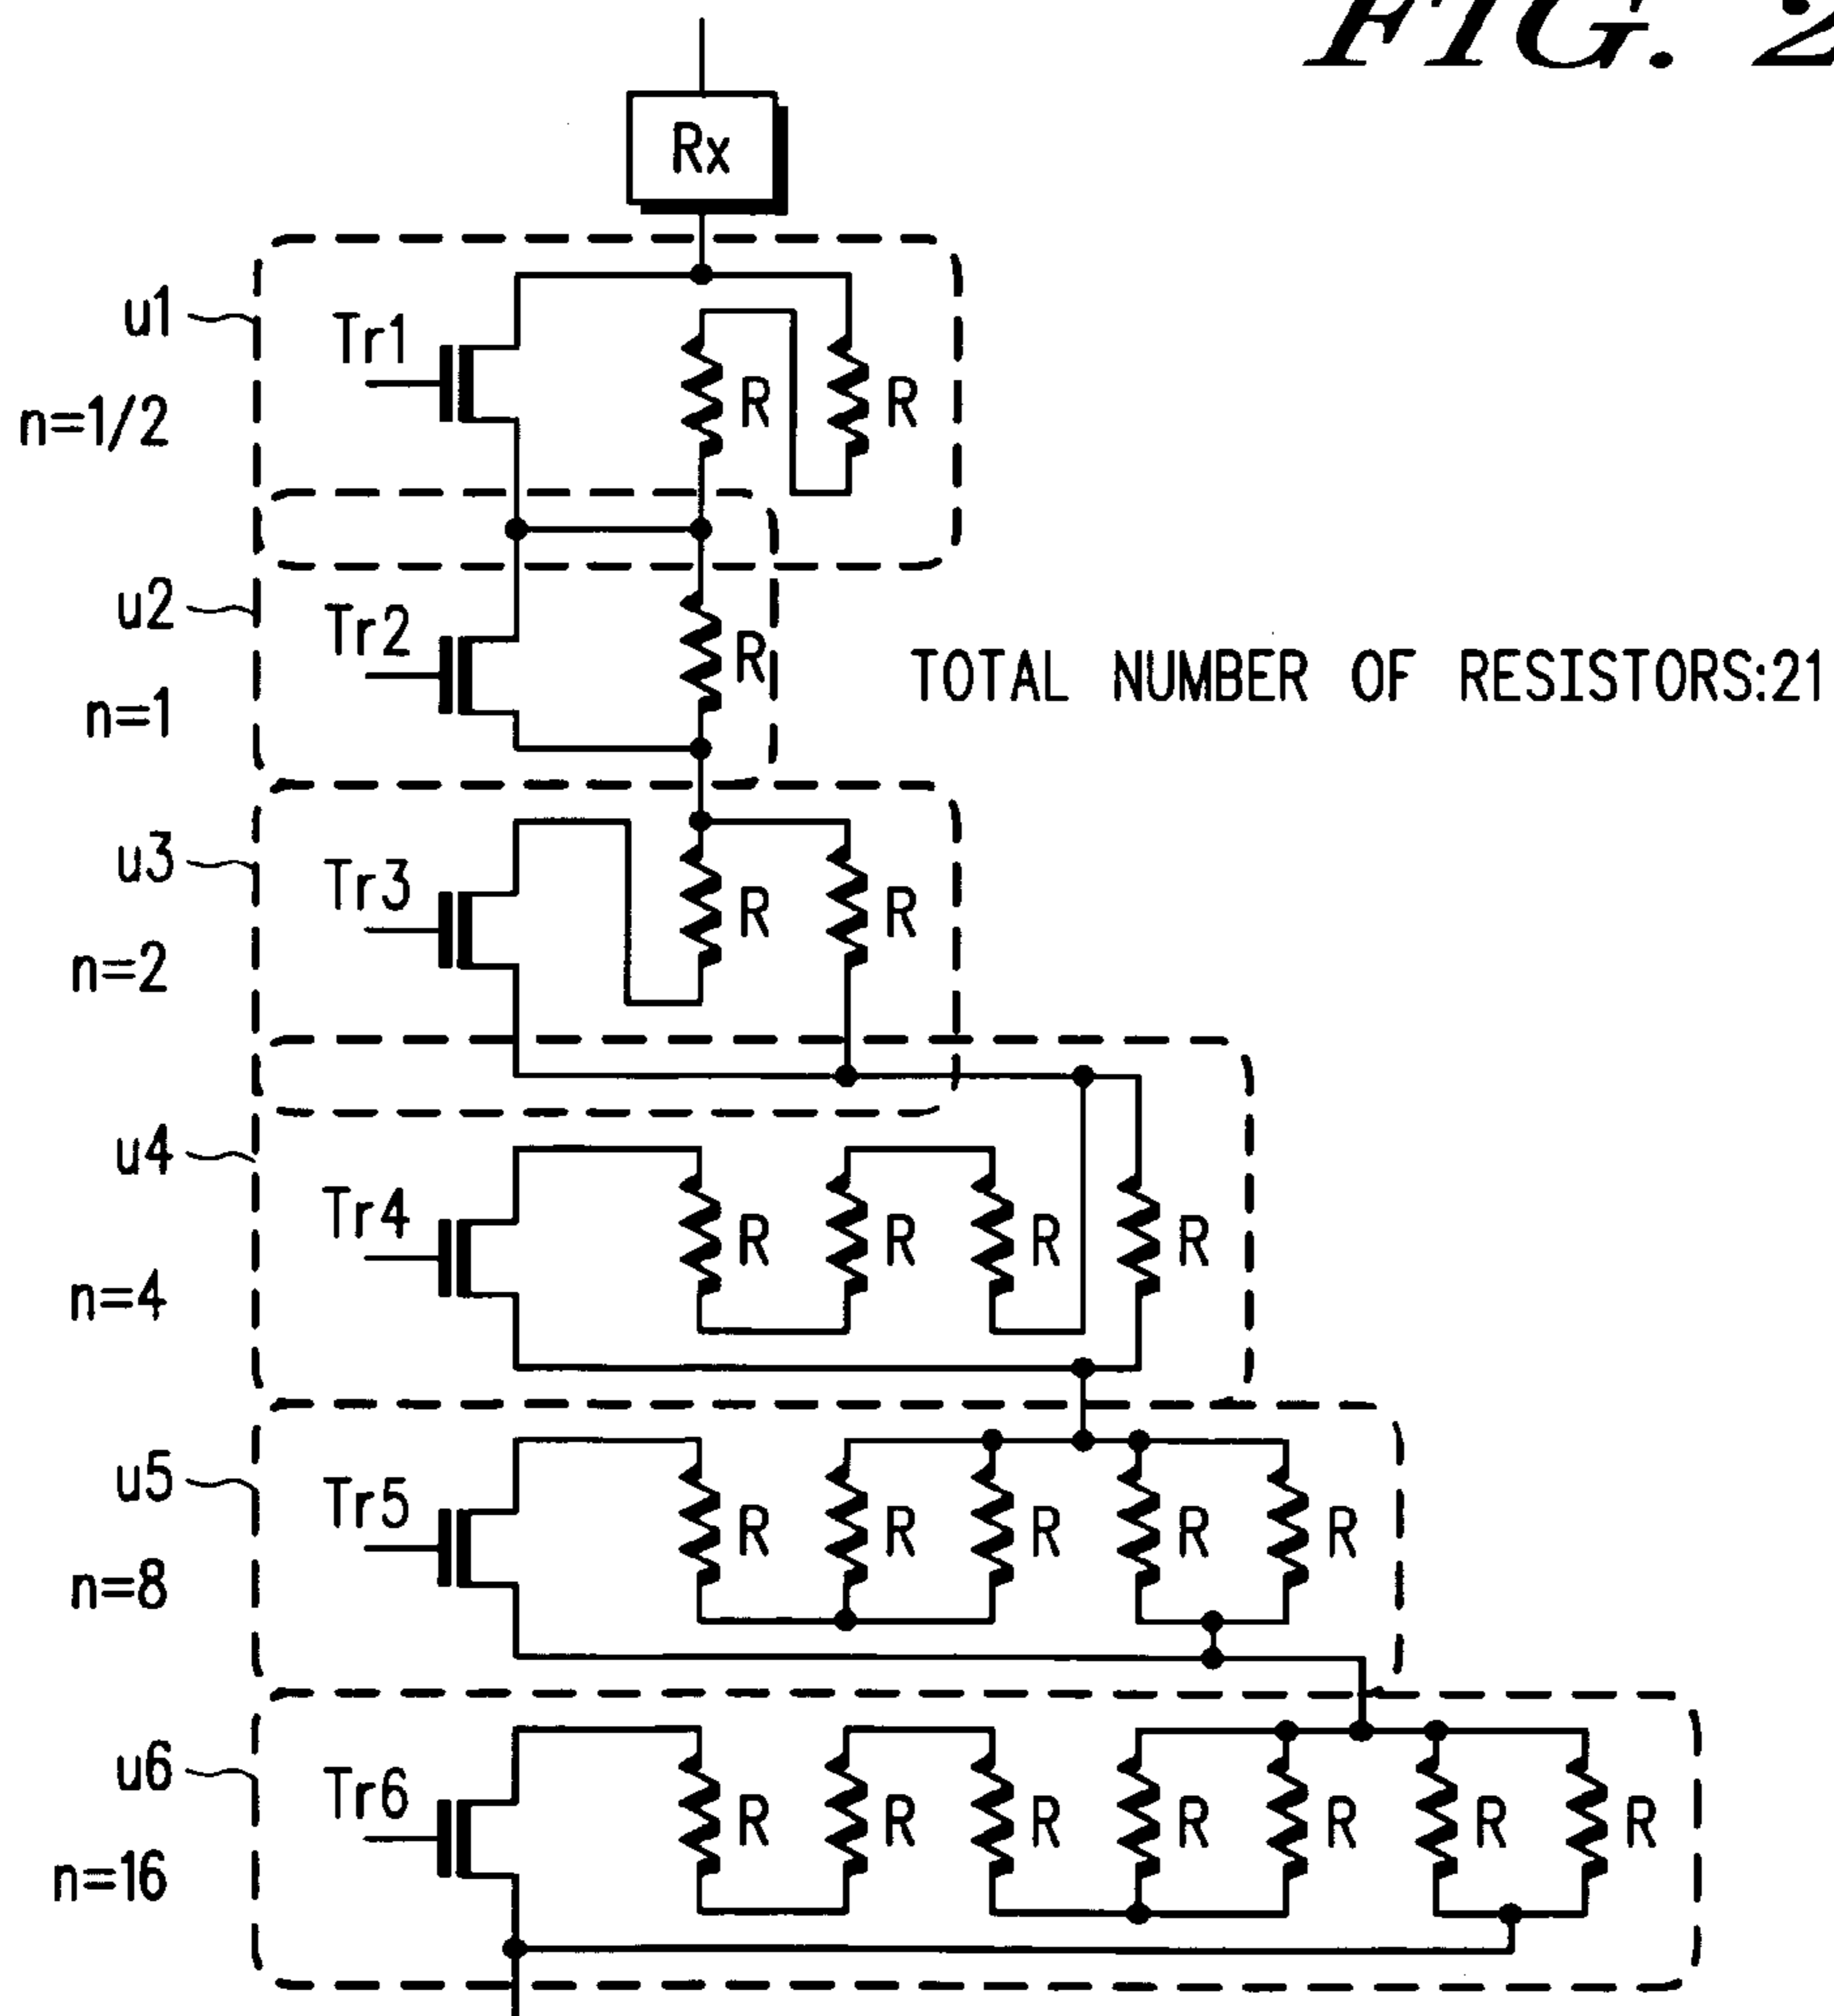 FIG. 2
Rx
u1
Tr1
n=1/2
R R
u2
Tr2
n=1
R
TOTAL NUMBER OF RESISTORS:21
u3
Tr3
n=2
R R
u4
Tr4
n=4
R R R R
u5
Tr5
n=8
R R R R R
u6
Tr6
n=16
R R R R R R R